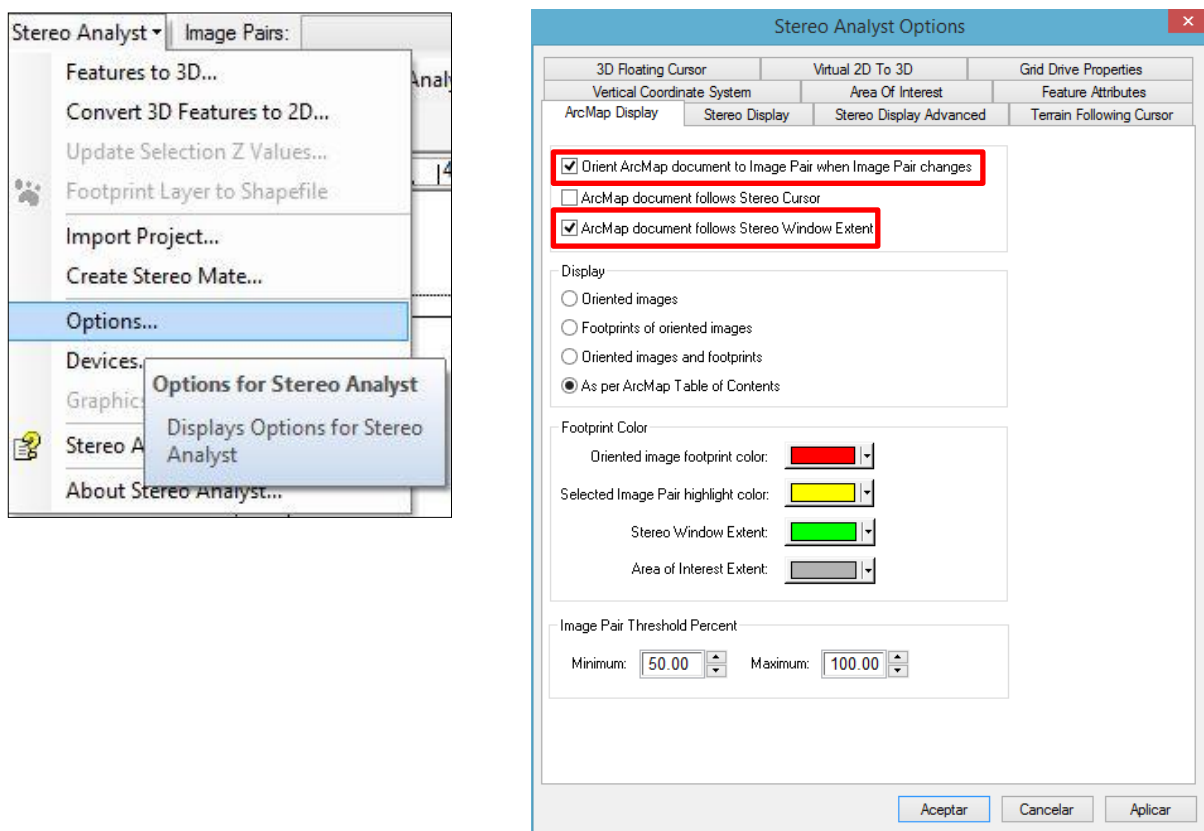 Stereo Analyst
Image Pairs:
Features to 3D...
Convert 3D Features to 2D...
Update Selection Z Values...
Footprint Layer to Shapefile
Import Project...
Create Stereo Mate...
Options...
Devices.
Options for Stereo Analyst
Displays Options for Stereo
Analyst
Stereo A
About Stereo Analyst...
Stereo Analyst Options
3D Floating Cursor
Virtual 2D To 3D
Grid Drive Properties
Vertical Coordinate System
Area Of Interest
Feature Attributes
ArcMap Display
Stereo Display
Stereo Display Advanced
Terrain Following Cursor
Orient ArcMap document to Image Pair when Image Pair changes
ArcMap document follows Stereo Cursor
ArcMap document follows Stereo Window Extent
Display
Oriented images
Footprints of oriented images
Oriented images and footprints
As per ArcMap Table of Contents
Footprint Color
Oriented image footprint color:
Selected Image Pair highlight color:
Stereo Window Extent:
Area of Interest Extent:
Image Pair Threshold Percent
Minimum: 50.00 Maximum: 100.00
Aceptar Cancelar Aplicar